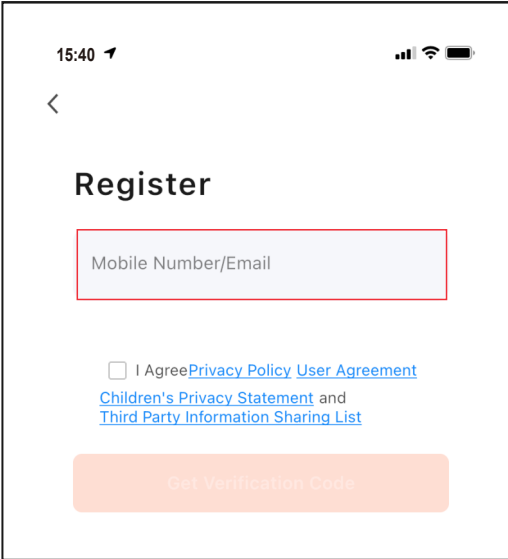 15:40
Register
Mobile Number/Email
I AgreePrivacy Policy User Agreement
Children's Privacy Statement and
Third Party Information Sharing List
Get Verification Code